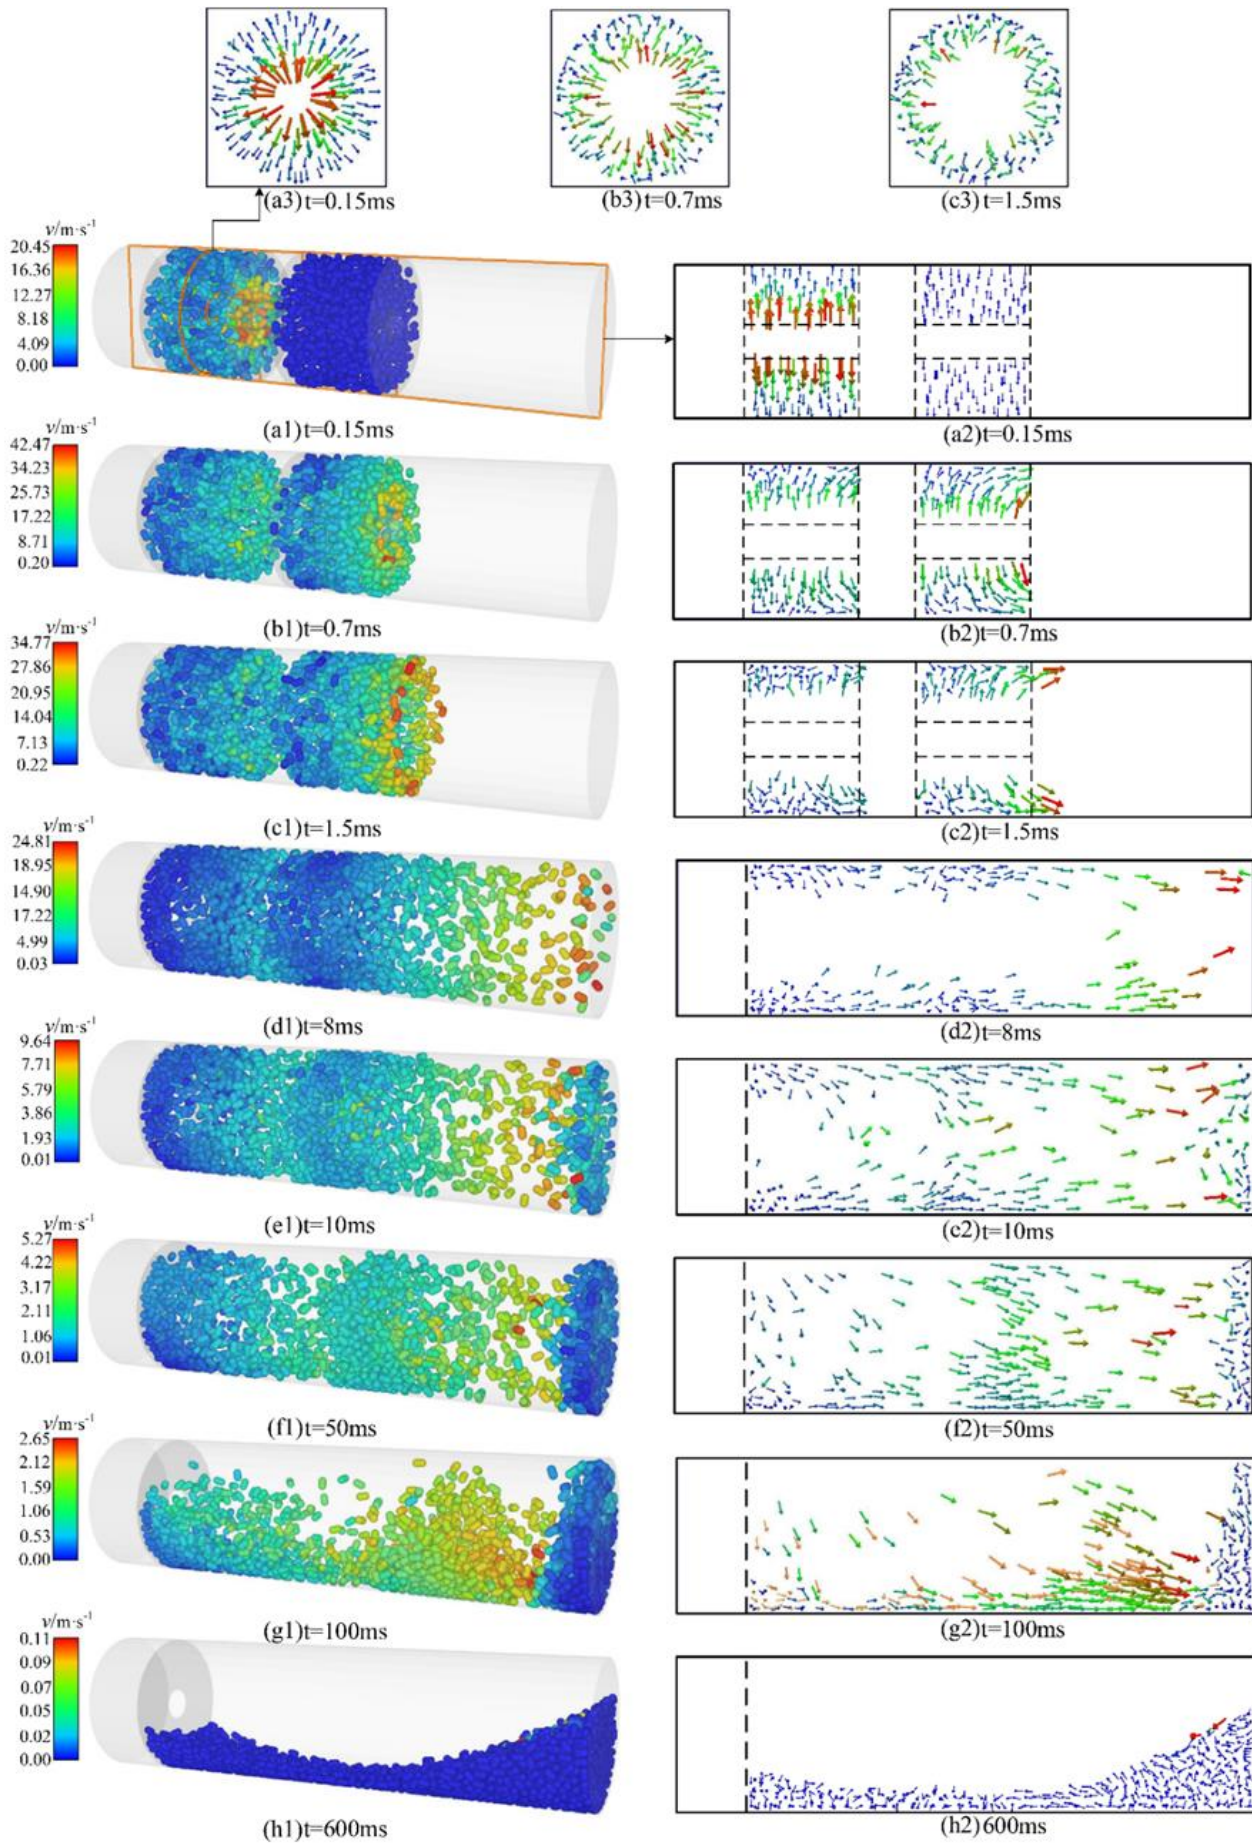 (a3)t=0.15ms
(b3)t=0.7ms
(c3)t=1.5ms
v/m·s⁻¹
20.45
16.36
12.27
8.18
4.09
0.00
(a1)t=0.15ms
(a2)t=0.15ms
v/m·s⁻¹
42.47
34.23
25.73
17.22
8.71
0.20
(b1)t=0.7ms
(b2)t=0.7ms
v/m·s⁻¹
34.77
27.86
20.95
14.04
7.13
0.22
(c1)t=1.5ms
(c2)t=1.5ms
v/m·s⁻¹
24.81
18.95
14.90
17.22
4.99
0.03
(d1)t=8ms
(d2)t=8ms
v/m·s⁻¹
9.64
7.71
5.79
3.86
1.93
0.01
(e1)t=10ms
(c2)t=10ms
v/m·s⁻¹
5.27
4.22
3.17
2.11
1.06
0.01
(f1)t=50ms
(f2)t=50ms
v/m·s⁻¹
2.65
2.12
1.59
1.06
0.53
0.00
(g1)t=100ms
(g2)t=100ms
v/m·s⁻¹
0.11
0.09
0.07
0.05
0.02
0.00
(h1)t=600ms
(h2)600ms